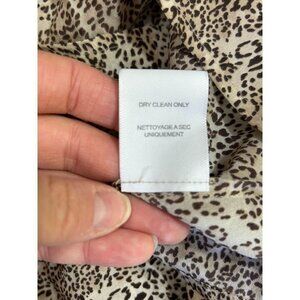 DRY CLEAN ONLY
NETTOYAGE A SEC
UNIQUEMENT